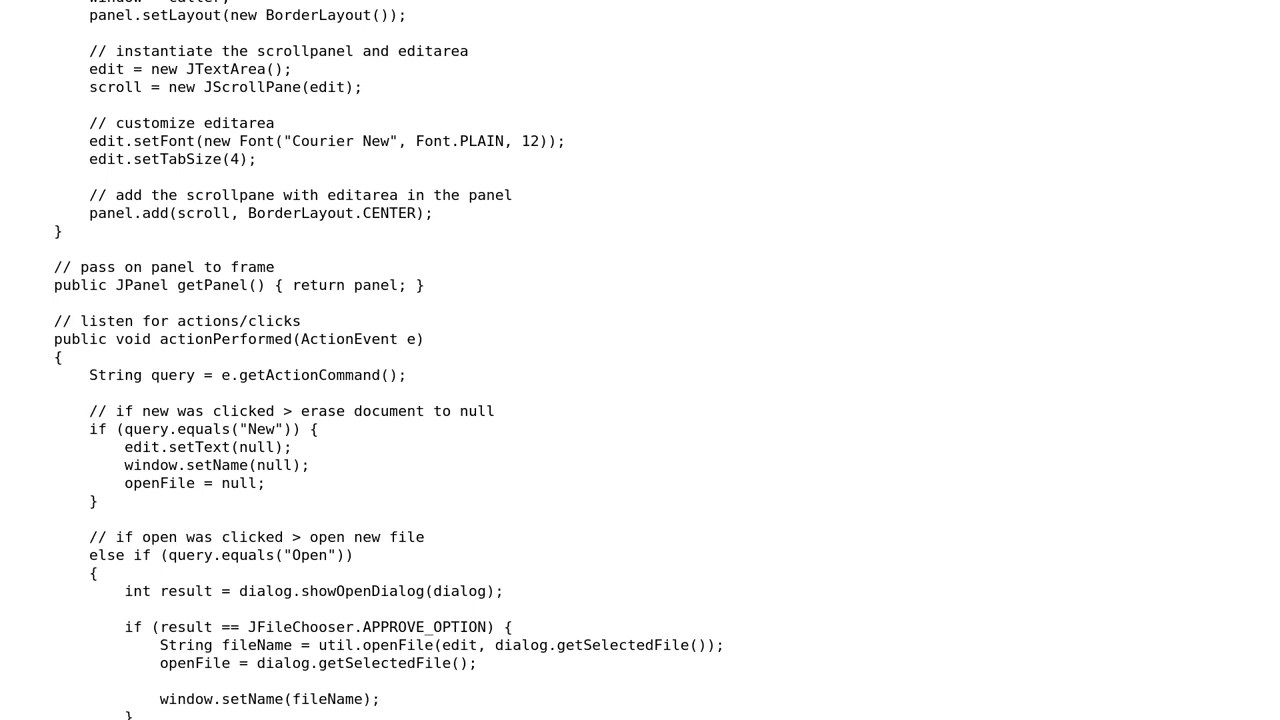 panel.setLayout(new BorderLayout());

        // instantiate the scrollpanel and editarea
        edit = new JTextArea();
        scroll = new JScrollPane(edit);

        // customize editarea
        edit.setFont(new Font("Courier New", Font.PLAIN, 12));
        edit.setTabSize(4);

        // add the scrollpane with editarea in the panel
        panel.add(scroll, BorderLayout.CENTER);
    }

    // pass on panel to frame
    public JPanel getPanel() { return panel; }

    // listen for actions/clicks
    public void actionPerformed(ActionEvent e)
    {
        String query = e.getActionCommand();

        // if new was clicked > erase document to null
        if (query.equals("New")) {
            edit.setText(null);
            window.setName(null);
            openFile = null;
        }

        // if open was clicked > open new file
        else if (query.equals("Open"))
        {
            int result = dialog.showOpenDialog(dialog);

            if (result == JFileChooser.APPROVE_OPTION) {
                String fileName = util.openFile(edit, dialog.getSelectedFile());
                openFile = dialog.getSelectedFile();

                window.setName(fileName);
            }